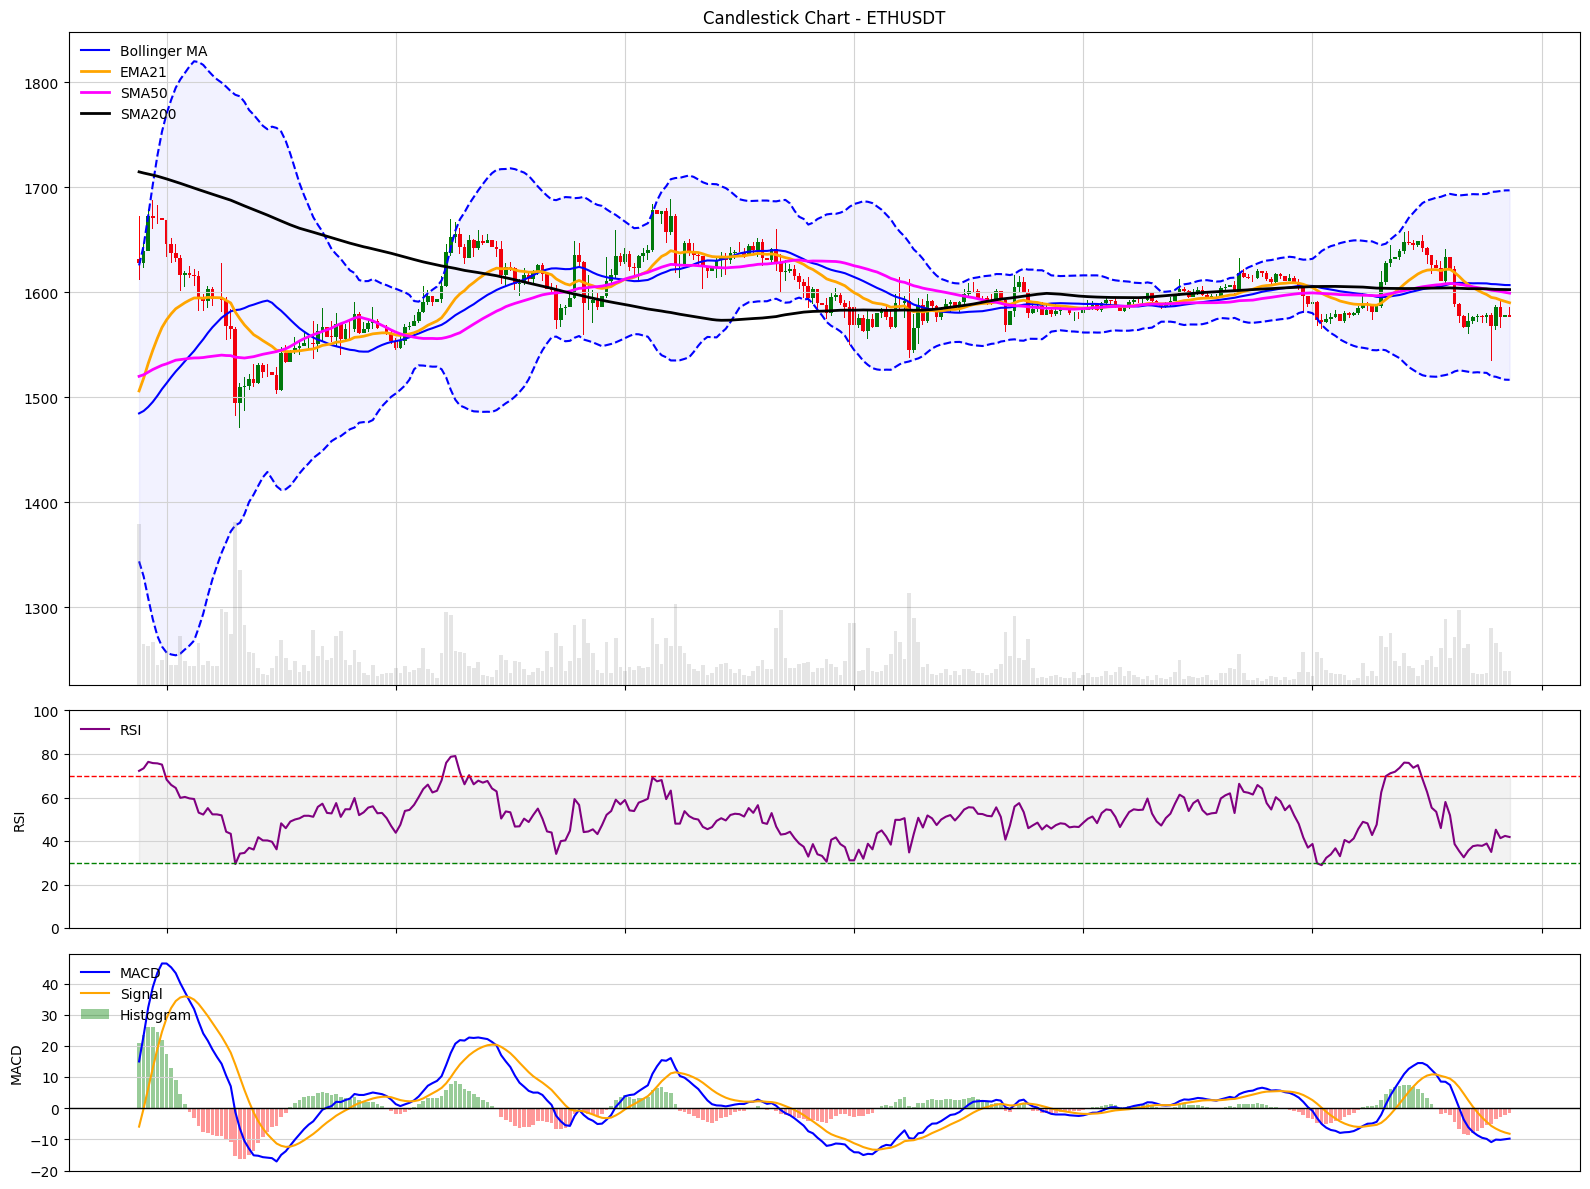 Candlestick Chart - ETHUSDT
Bollinger MA
EMA21
SMA50
SMA200
1800
1700
1600
1500
1400
1300
RSI
100
80
60
40
20
0
RSI
MACD
Signal
Histogram
40
30
20
10
0
−10
−20
MACD